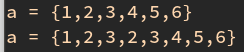 a = {1,2,3,4,5,6}
a = {1,2,3,2,3,4,5,6}